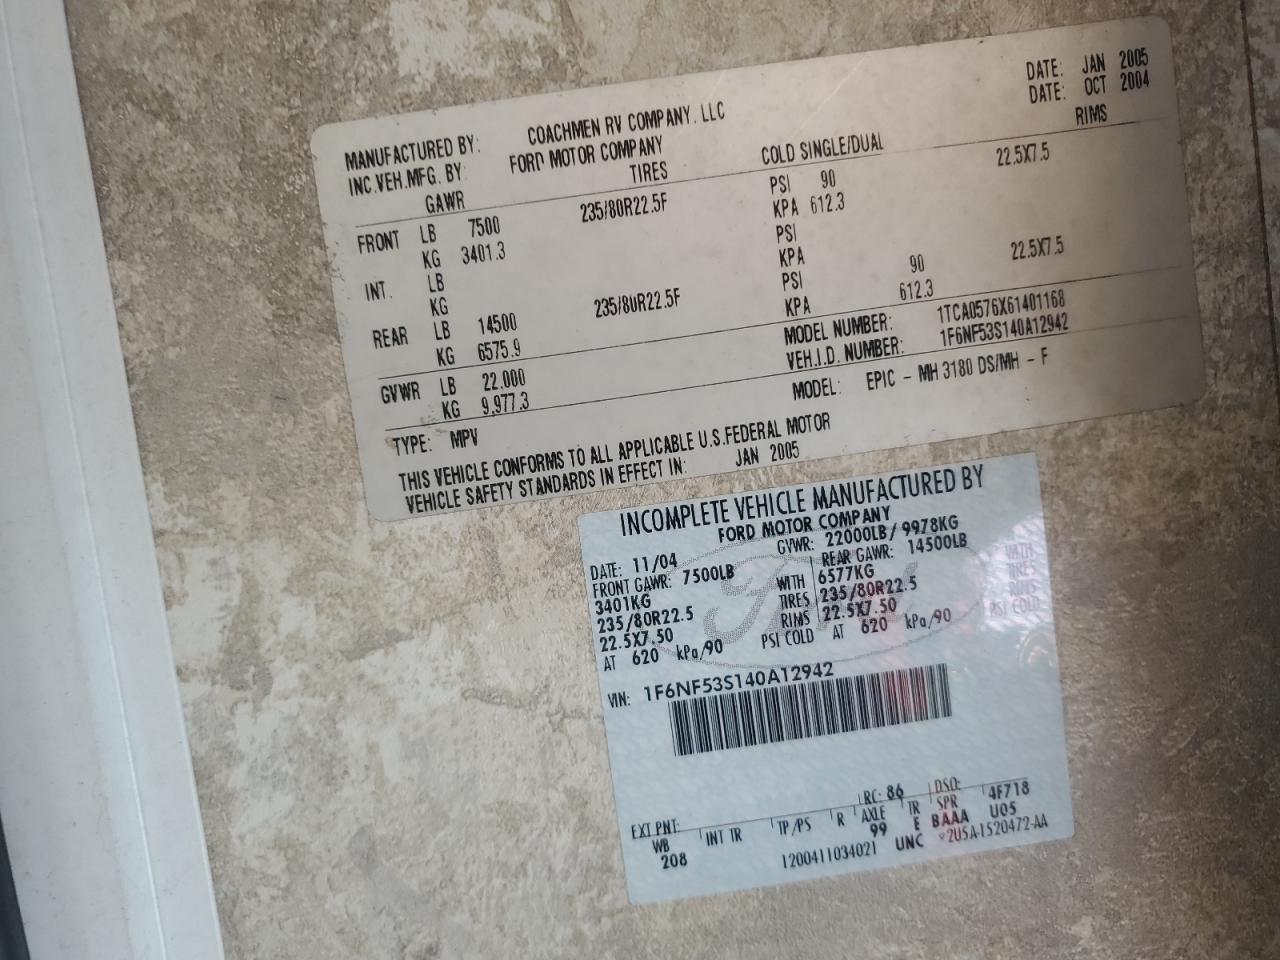 MANUFACTURED BY: COACHMEN RV COMPANY, LLC DATE: JAN 2005
INC.VEH.MFG. BY: FORD MOTOR COMPANY DATE: OCT 2004
GAWR TIRES COLD SINGLE/DUAL RIMS
FRONT LB 7500 235/80R22.5F PSI 90 22.5X7.5
KG 3401.3 KPA 612.3
INT. LB PSI
KG KPA
REAR LB 14500 235/80R22.5F PSI 90 22.5X7.5
KG 6575.9 KPA 612.3
GVWR LB 22.000 MODEL NUMBER: 1TCA0576X61401168
KG 9,977.3 VEH.I.D. NUMBER: 1F6NF53S140A12942
TYPE: MPV MODEL: EPIC - MH 3180 DS/MH - F
THIS VEHICLE CONFORMS TO ALL APPLICABLE U.S.FEDERAL MOTOR
VEHICLE SAFETY STANDARDS IN EFFECT IN: JAN 2005
INCOMPLETE VEHICLE MANUFACTURED BY
FORD MOTOR COMPANY
DATE: 11/04 GVWR: 22000LB/ 9978KG
FRONT GAWR: 7500LB REAR GAWR: 14500LB
3401KG WITH 6577KG WITH
235/80R22.5 TIRES 235/80R22.5 TIRES
22.5X7.50 RIMS 22.5X7.50 RIMS
AT 620 kPa/90 PSI COLD AT 620 kPa/90 PSI COLD
VIN: 1F6NF53S140A12942
EXT PNT: RC: 86 DSO:
WB INT TR TP/PS R AXLE TR SPR 4F718
208 99 E BAAA U05
1200411034021 UNC 2U5A-1520472-AA